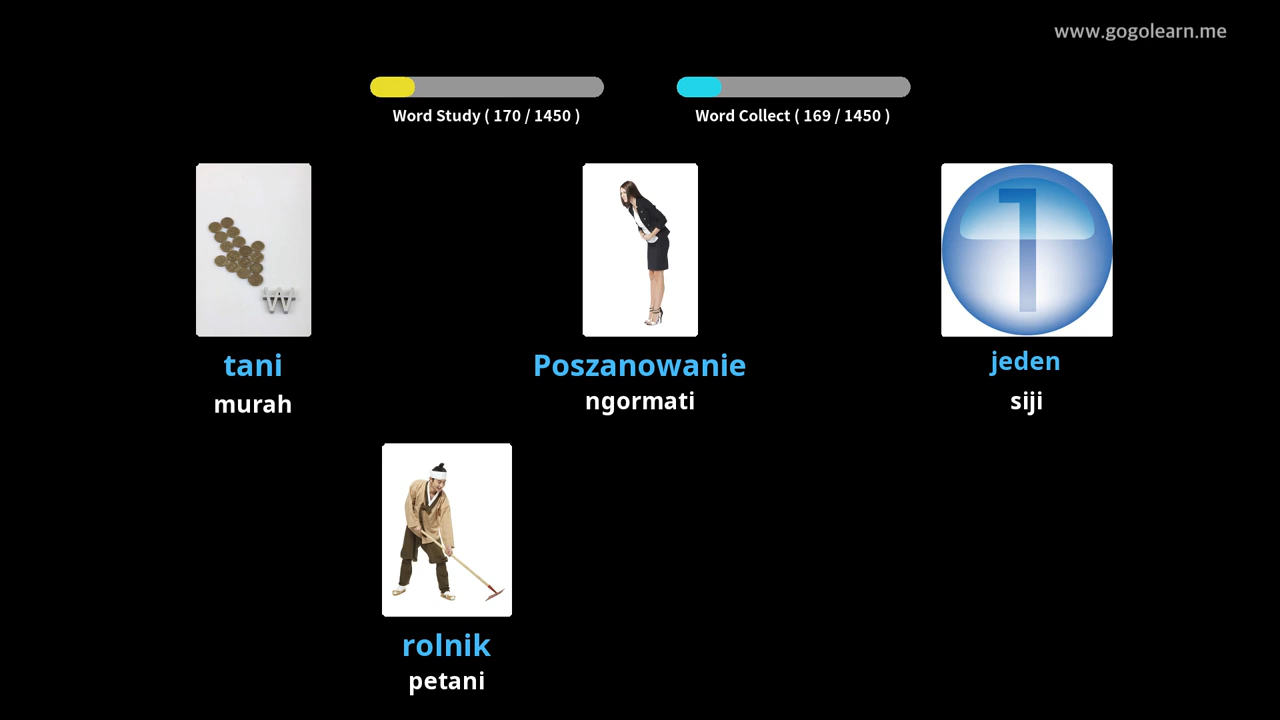 www.gogolearn.me
Word Study ( 170 / 1450 )
Word Collect ( 169 / 1450 )
1
₩
tani
murah
Poszanowanie
ngormati
jeden
siji
rolnik
petani